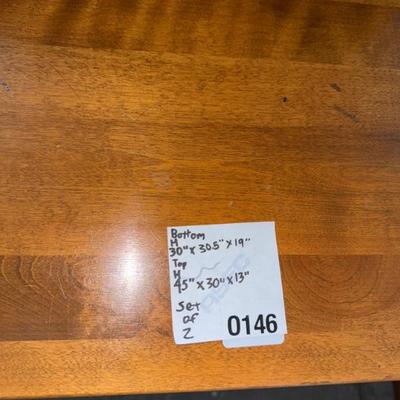 Bottom
H
30" x 30.5" x 19"
Top
H
45" x 30" x 13"
Set
of
2
0146